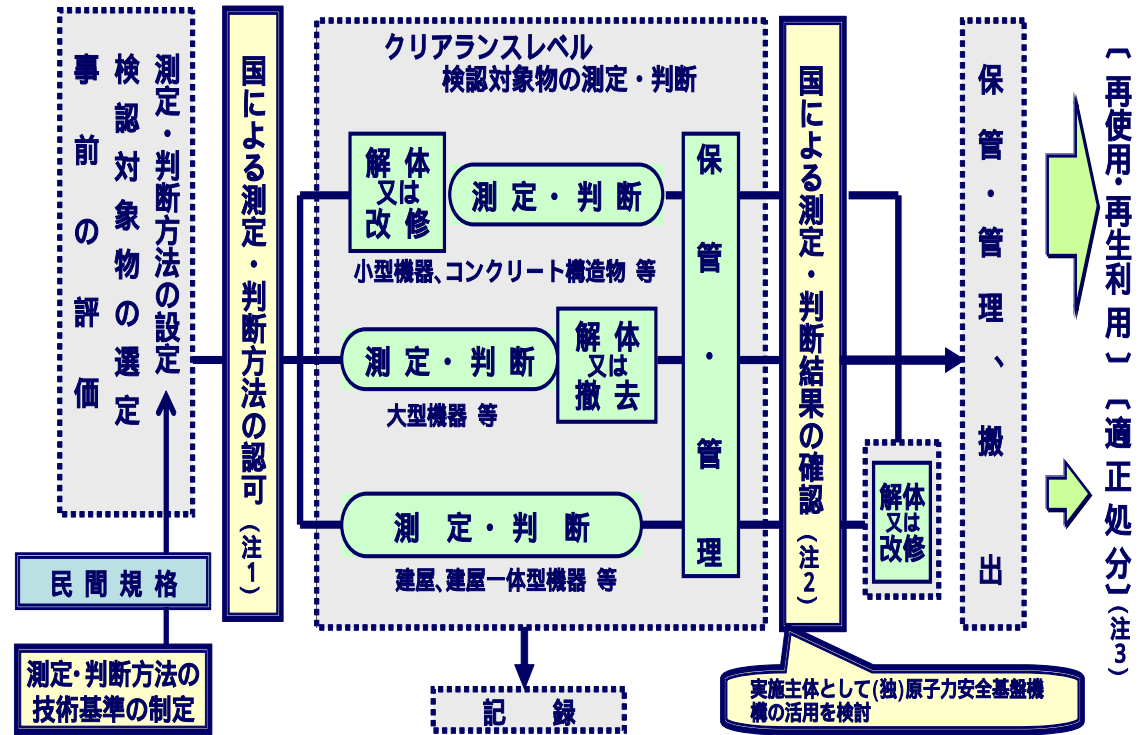 事前の評価
検認対象物の選定
測定・判断方法の設定
民間規格
測定・判断方法の
技術基準の制定
国による測定・判断方法の認可（注1）
クリアランスレベル
検認対象物の測定・判断
解体
又は
改修
測定・判断
小型機器、コンクリート構造物 等
測定・判断
解体
又は
撤去
大型機器 等
測定・判断
建屋、建屋一体型機器 等
保管・管理
記録
国による測定・判断結果の確認（注2）
実施主体として(独)原子力安全基盤機
構の活用を検討
解体
又は
改修
保管・管理、搬出
〔再使用・再生利用〕
〔適正処分〕（注3）